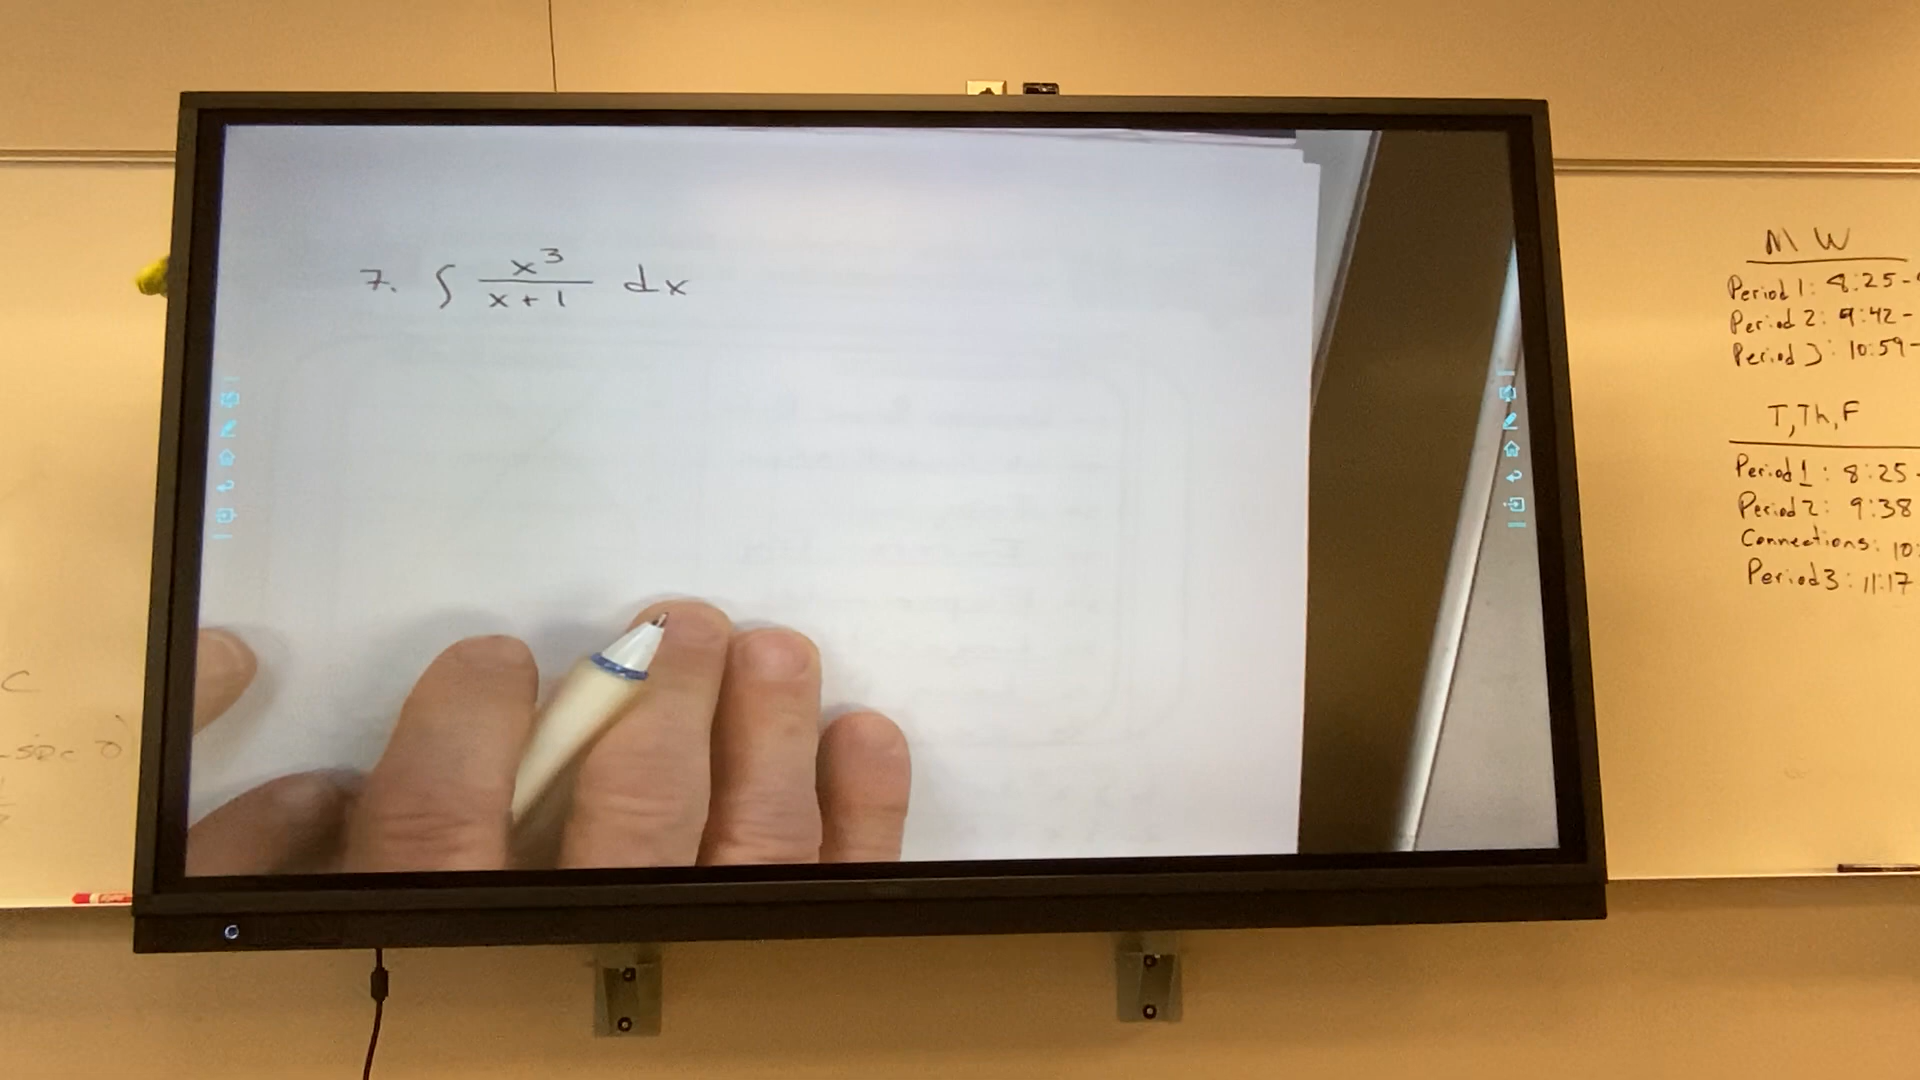 7. ∫ x³/(x+1) dx
M W
Period 1: 8:25-
Period 2: 9:42-
Period 3: 10:59-
T,Th,F
Period 1: 8:25-
Period 2: 9:38
Connections: 10:
Period 3: 11:17
C
-sec θ